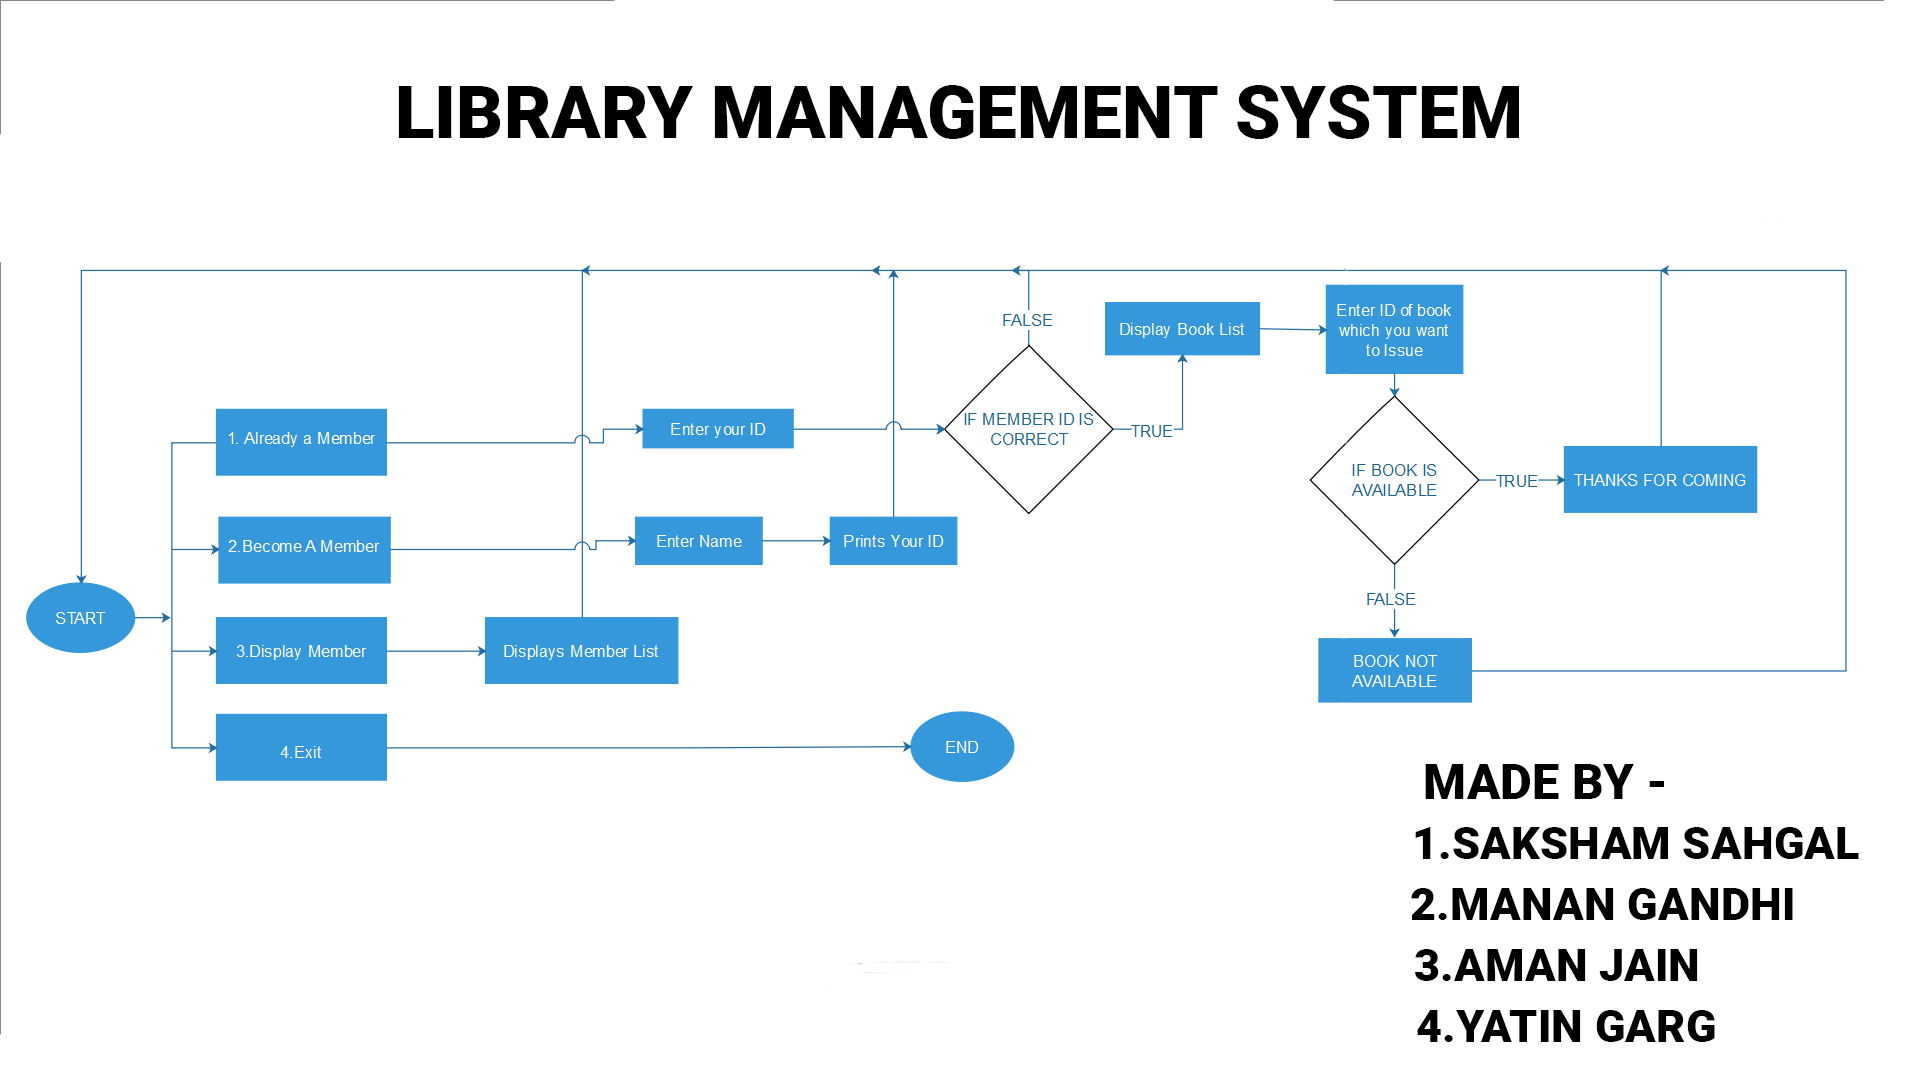 LIBRARY MANAGEMENT SYSTEM
FALSE
Display Book List
Enter ID of book
which you want
to Issue
1. Already a Member
Enter your ID
IF MEMBER ID IS
CORRECT
TRUE
IF BOOK IS
AVAILABLE
TRUE
THANKS FOR COMING
2.Become A Member
Enter Name
Prints Your ID
FALSE
START
3.Display Member
Displays Member List
BOOK NOT
AVAILABLE
4.Exit
END
MADE BY -
1.SAKSHAM SAHGAL
2.MANAN GANDHI
3.AMAN JAIN
4.YATIN GARG